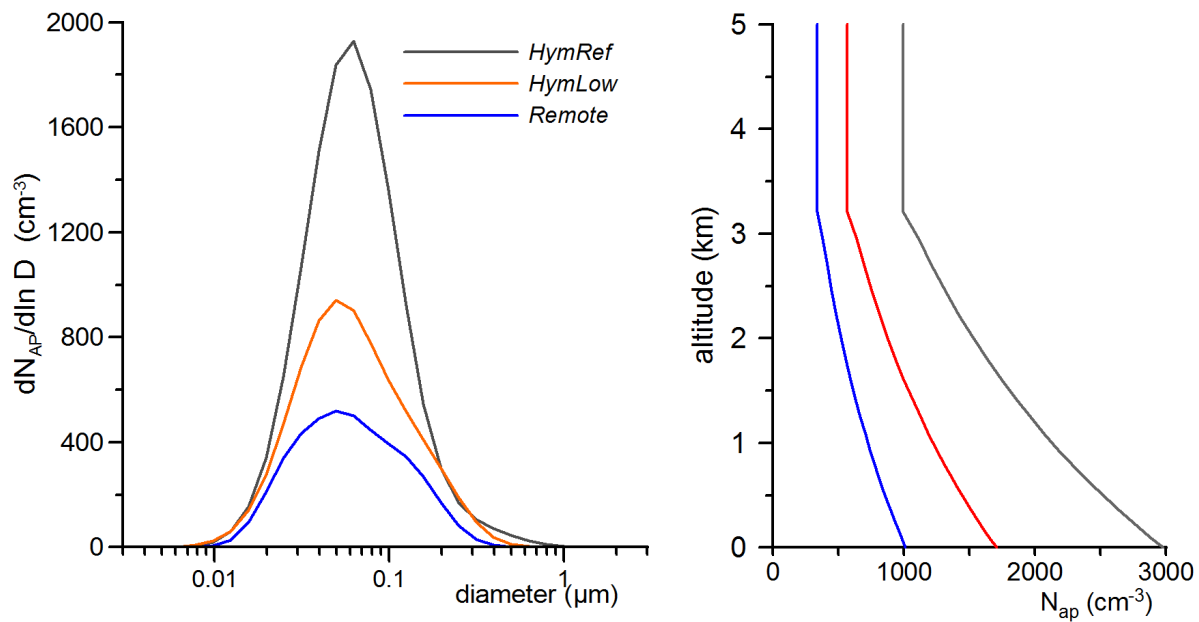 2000
1600
1200
800
400
0
dN_AP/dln D (cm⁻³)
HymRef
HymLow
Remote
0.01
0.1
1
diameter (µm)
5
4
3
2
1
0
altitude (km)
0
1000
2000
3000
N_ap (cm⁻³)